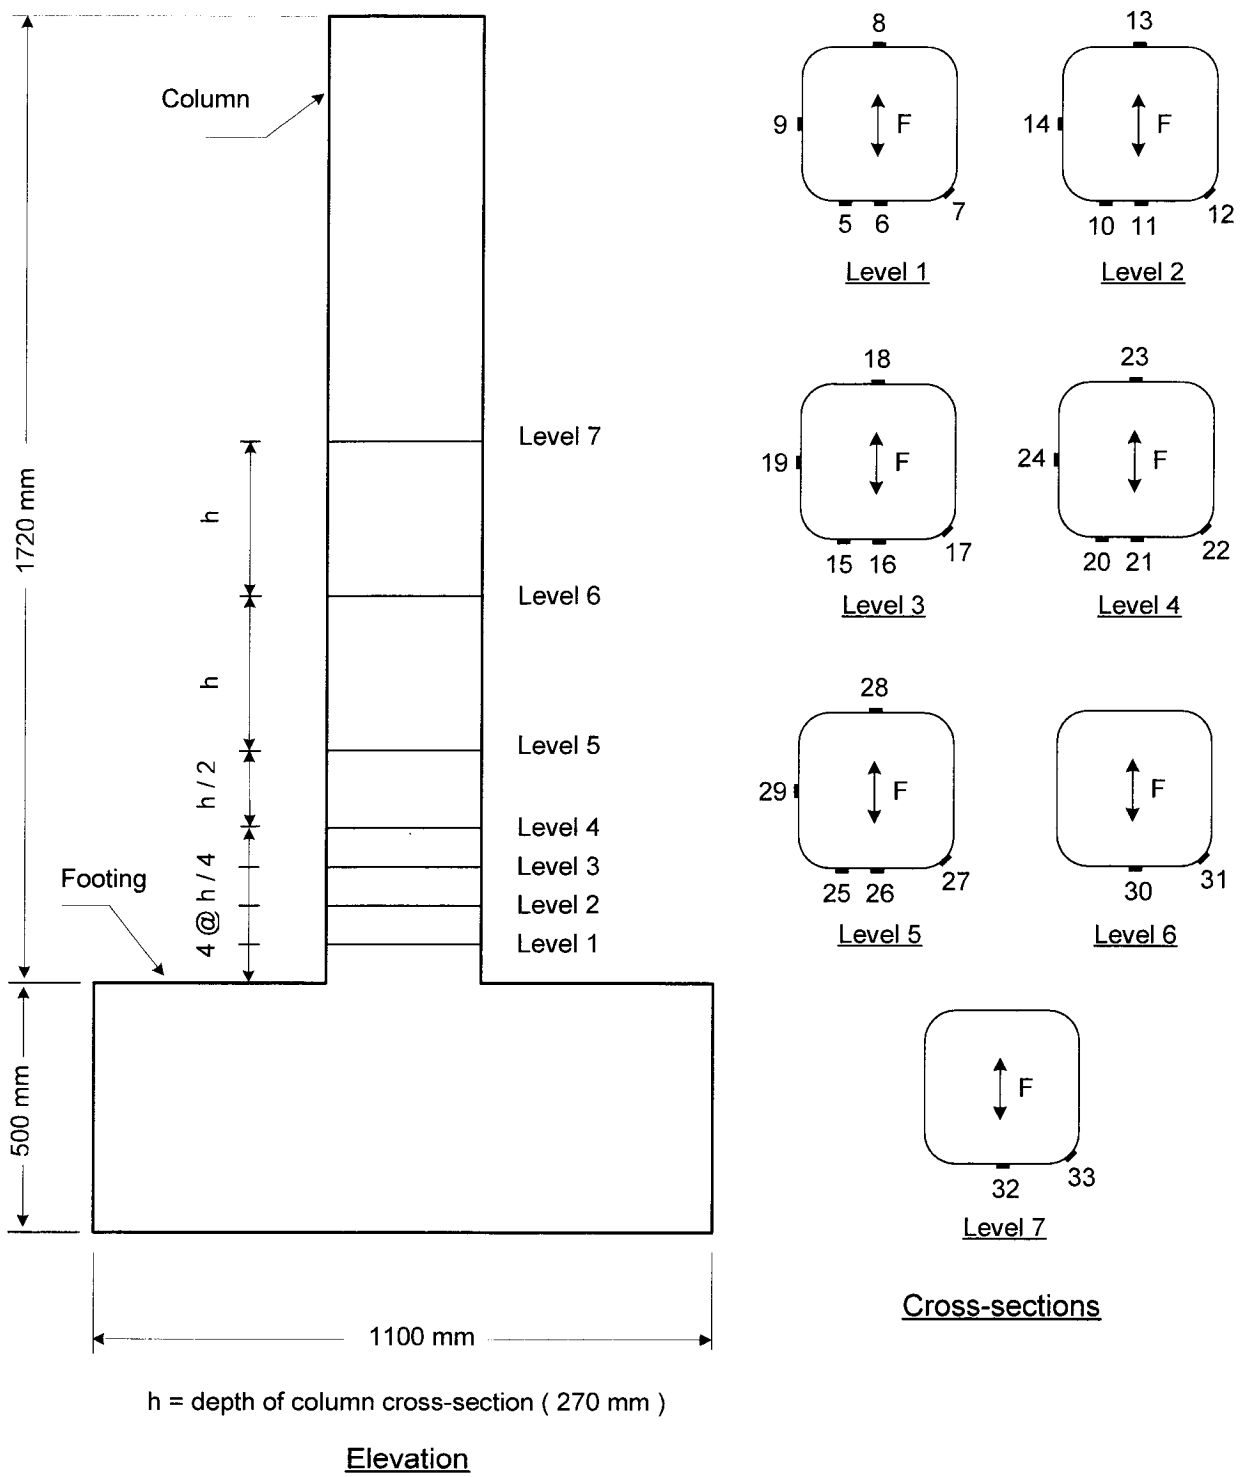 Column
1720 mm
Level 7
h
Level 6
h
Level 5
h / 2
Level 4
4 @ h / 4
Level 3
Level 2
Level 1
Footing
500 mm
1100 mm
h = depth of column cross-section ( 270 mm )
Elevation
8
9
F
5 6 7
Level 1
13
14
F
10 11 12
Level 2
18
19
F
15 16 17
Level 3
23
24
F
20 21 22
Level 4
28
29
F
25 26 27
Level 5
F
30 31
Level 6
F
32 33
Level 7
Cross-sections